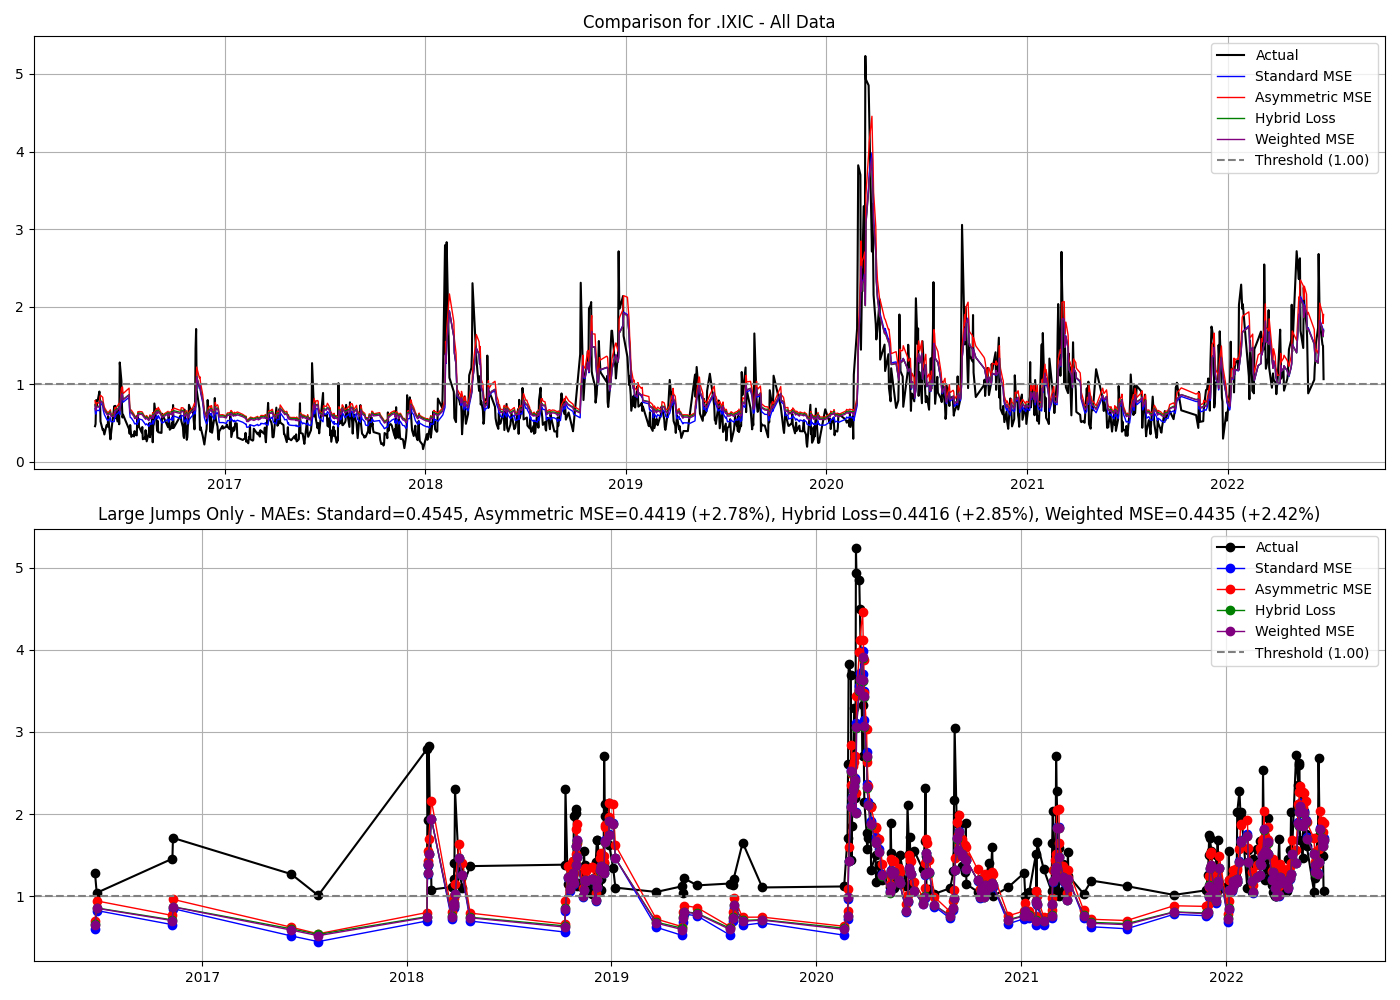 Comparison for .IXIC - All Data
5
4
3
2
1
0
Actual
Standard MSE
Asymmetric MSE
Hybrid Loss
Weighted MSE
Threshold (1.00)
2017 2018 2019 2020 2021 2022
Large Jumps Only - MAEs: Standard=0.4545, Asymmetric MSE=0.4419 (+2.78%), Hybrid Loss=0.4416 (+2.85%), Weighted MSE=0.4435 (+2.42%)
5
4
3
2
1
Actual
Standard MSE
Asymmetric MSE
Hybrid Loss
Weighted MSE
Threshold (1.00)
2017 2018 2019 2020 2021 2022